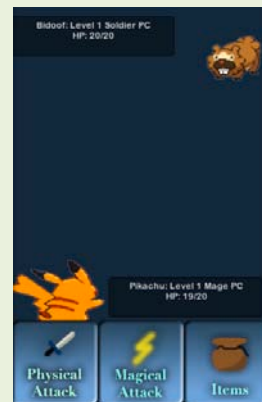 Bidoof: Level 1 Soldier PC
HP: 20/20
Pikachu: Level 1 Mage PC
HP: 19/20
Physical
Attack
Magical
Attack
Items